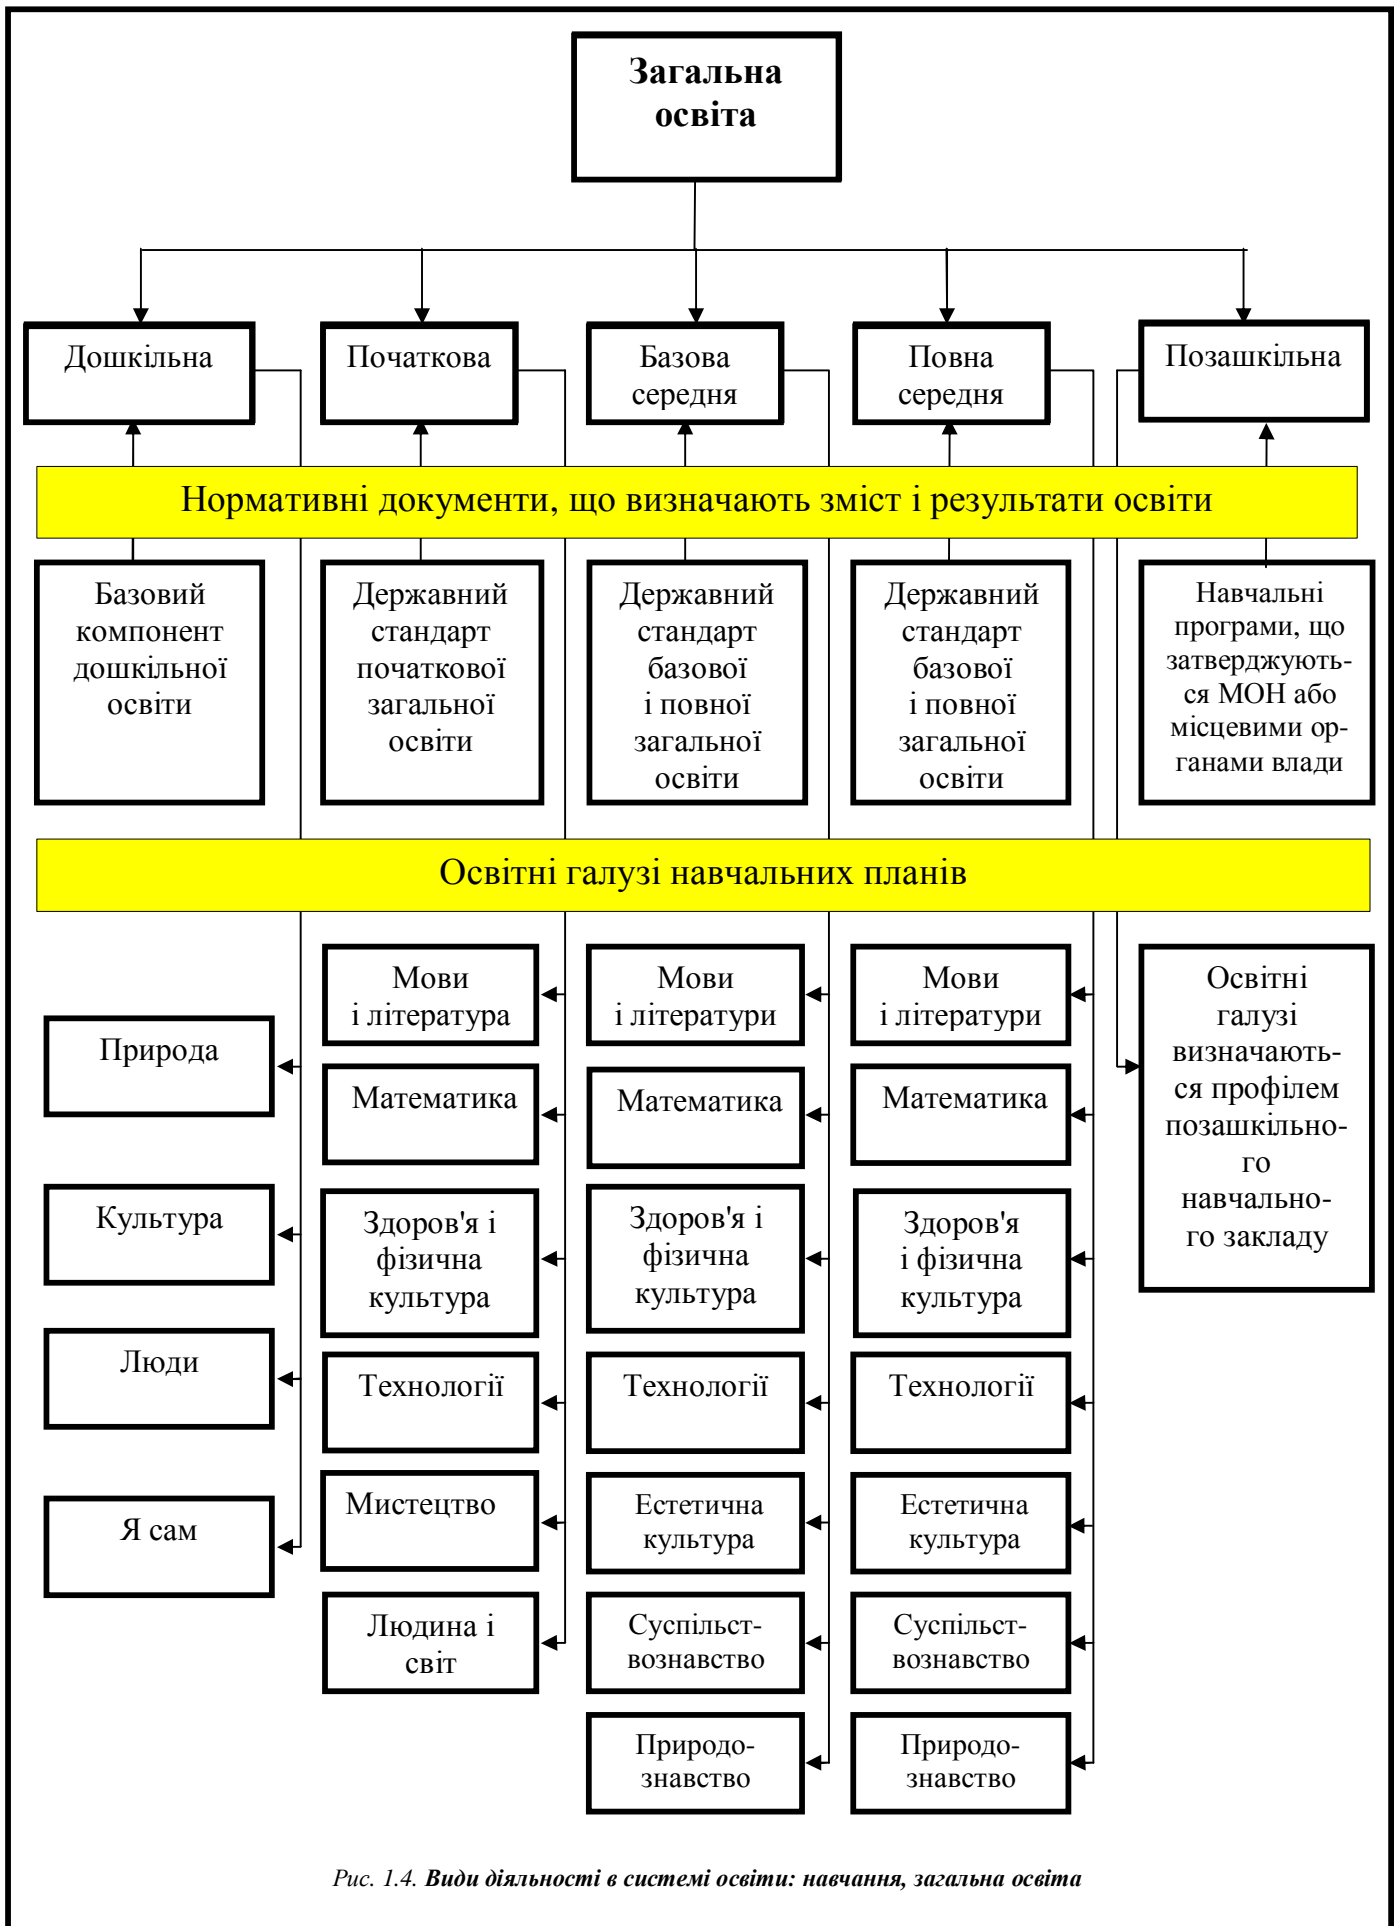 Загальна
освіта
Дошкільна
Початкова
Базова
середня
Повна
середня
Позашкільна
Нормативні документи, що визначають зміст і результати освіти
Базовий
компонент
дошкільної
освіти
Державний
стандарт
початкової
загальної
освіти
Державний
стандарт
базової
і повної
загальної
освіти
Державний
стандарт
базової
і повної
загальної
освіти
Навчальні
програми, що
затверджують-
ся МОН або
місцевими ор-
ганами влади
Освітні галузі навчальних планів
Природа
Культура
Люди
Я сам
Мови
і література
Математика
Здоров'я і
фізична
культура
Технології
Мистецтво
Людина і
світ
Мови
і літератури
Математика
Здоров'я і
фізична
культура
Технології
Естетична
культура
Суспільст-
вознавство
Природо-
знавство
Мови
і літератури
Математика
Здоров'я
і фізична
культура
Технології
Естетична
культура
Суспільст-
вознавство
Природо-
знавство
Освітні
галузі
визначають-
ся профілем
позашкільно-
го
навчально-
го закладу
Рис. 1.4. Види діяльності в системі освіти: навчання, загальна освіта